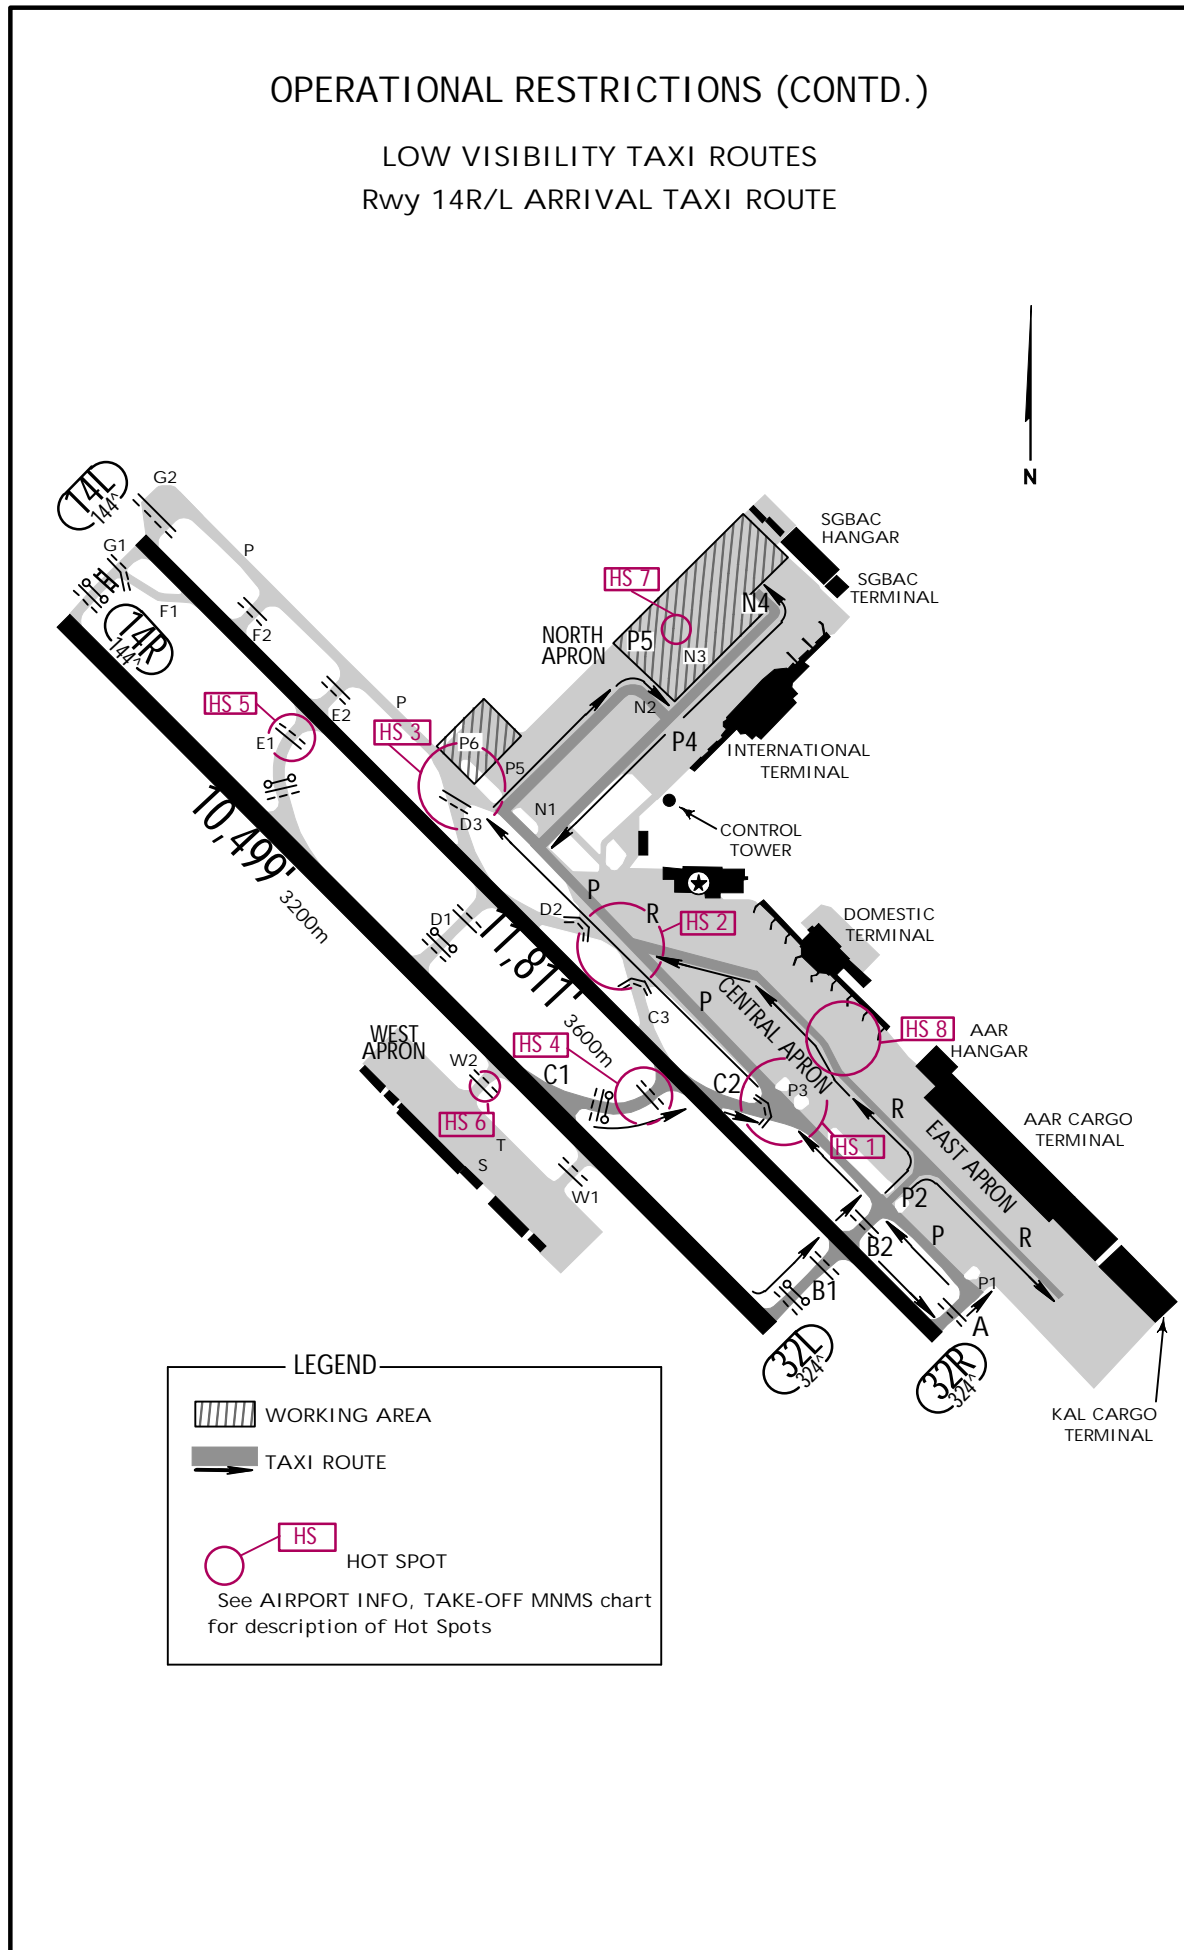 OPERATIONAL RESTRICTIONS (CONTD.)
LOW VISIBILITY TAXI ROUTES
Rwy 14R/L ARRIVAL TAXI ROUTE
N
G2
14L
144^
G1
P
F1
F2
14R
144^
E2
P
HS 5
E1
HS 3
P6
P5
D3
N1
SGBAC
HANGAR
SGBAC
TERMINAL
HS 7
N4
NORTH
APRON
P5
N3
N2
P4
INTERNATIONAL
TERMINAL
CONTROL
TOWER
10,499'
3200m
P
D2
R
HS 2
DOMESTIC
TERMINAL
D1
11,811'
3600m
C3
P
CENTRAL APRON
HS 8
AAR
HANGAR
WEST
APRON
W2
HS 4
C1
C2
P3
HS 6
T
S
W1
HS 1
R
EAST APRON
AAR CARGO
TERMINAL
P2
P
R
B2
B1
P1
A
32L
324^
32R
324^
KAL CARGO
TERMINAL
LEGEND
WORKING AREA
TAXI ROUTE
HS
HOT SPOT
See AIRPORT INFO, TAKE-OFF MNMS chart
for description of Hot Spots